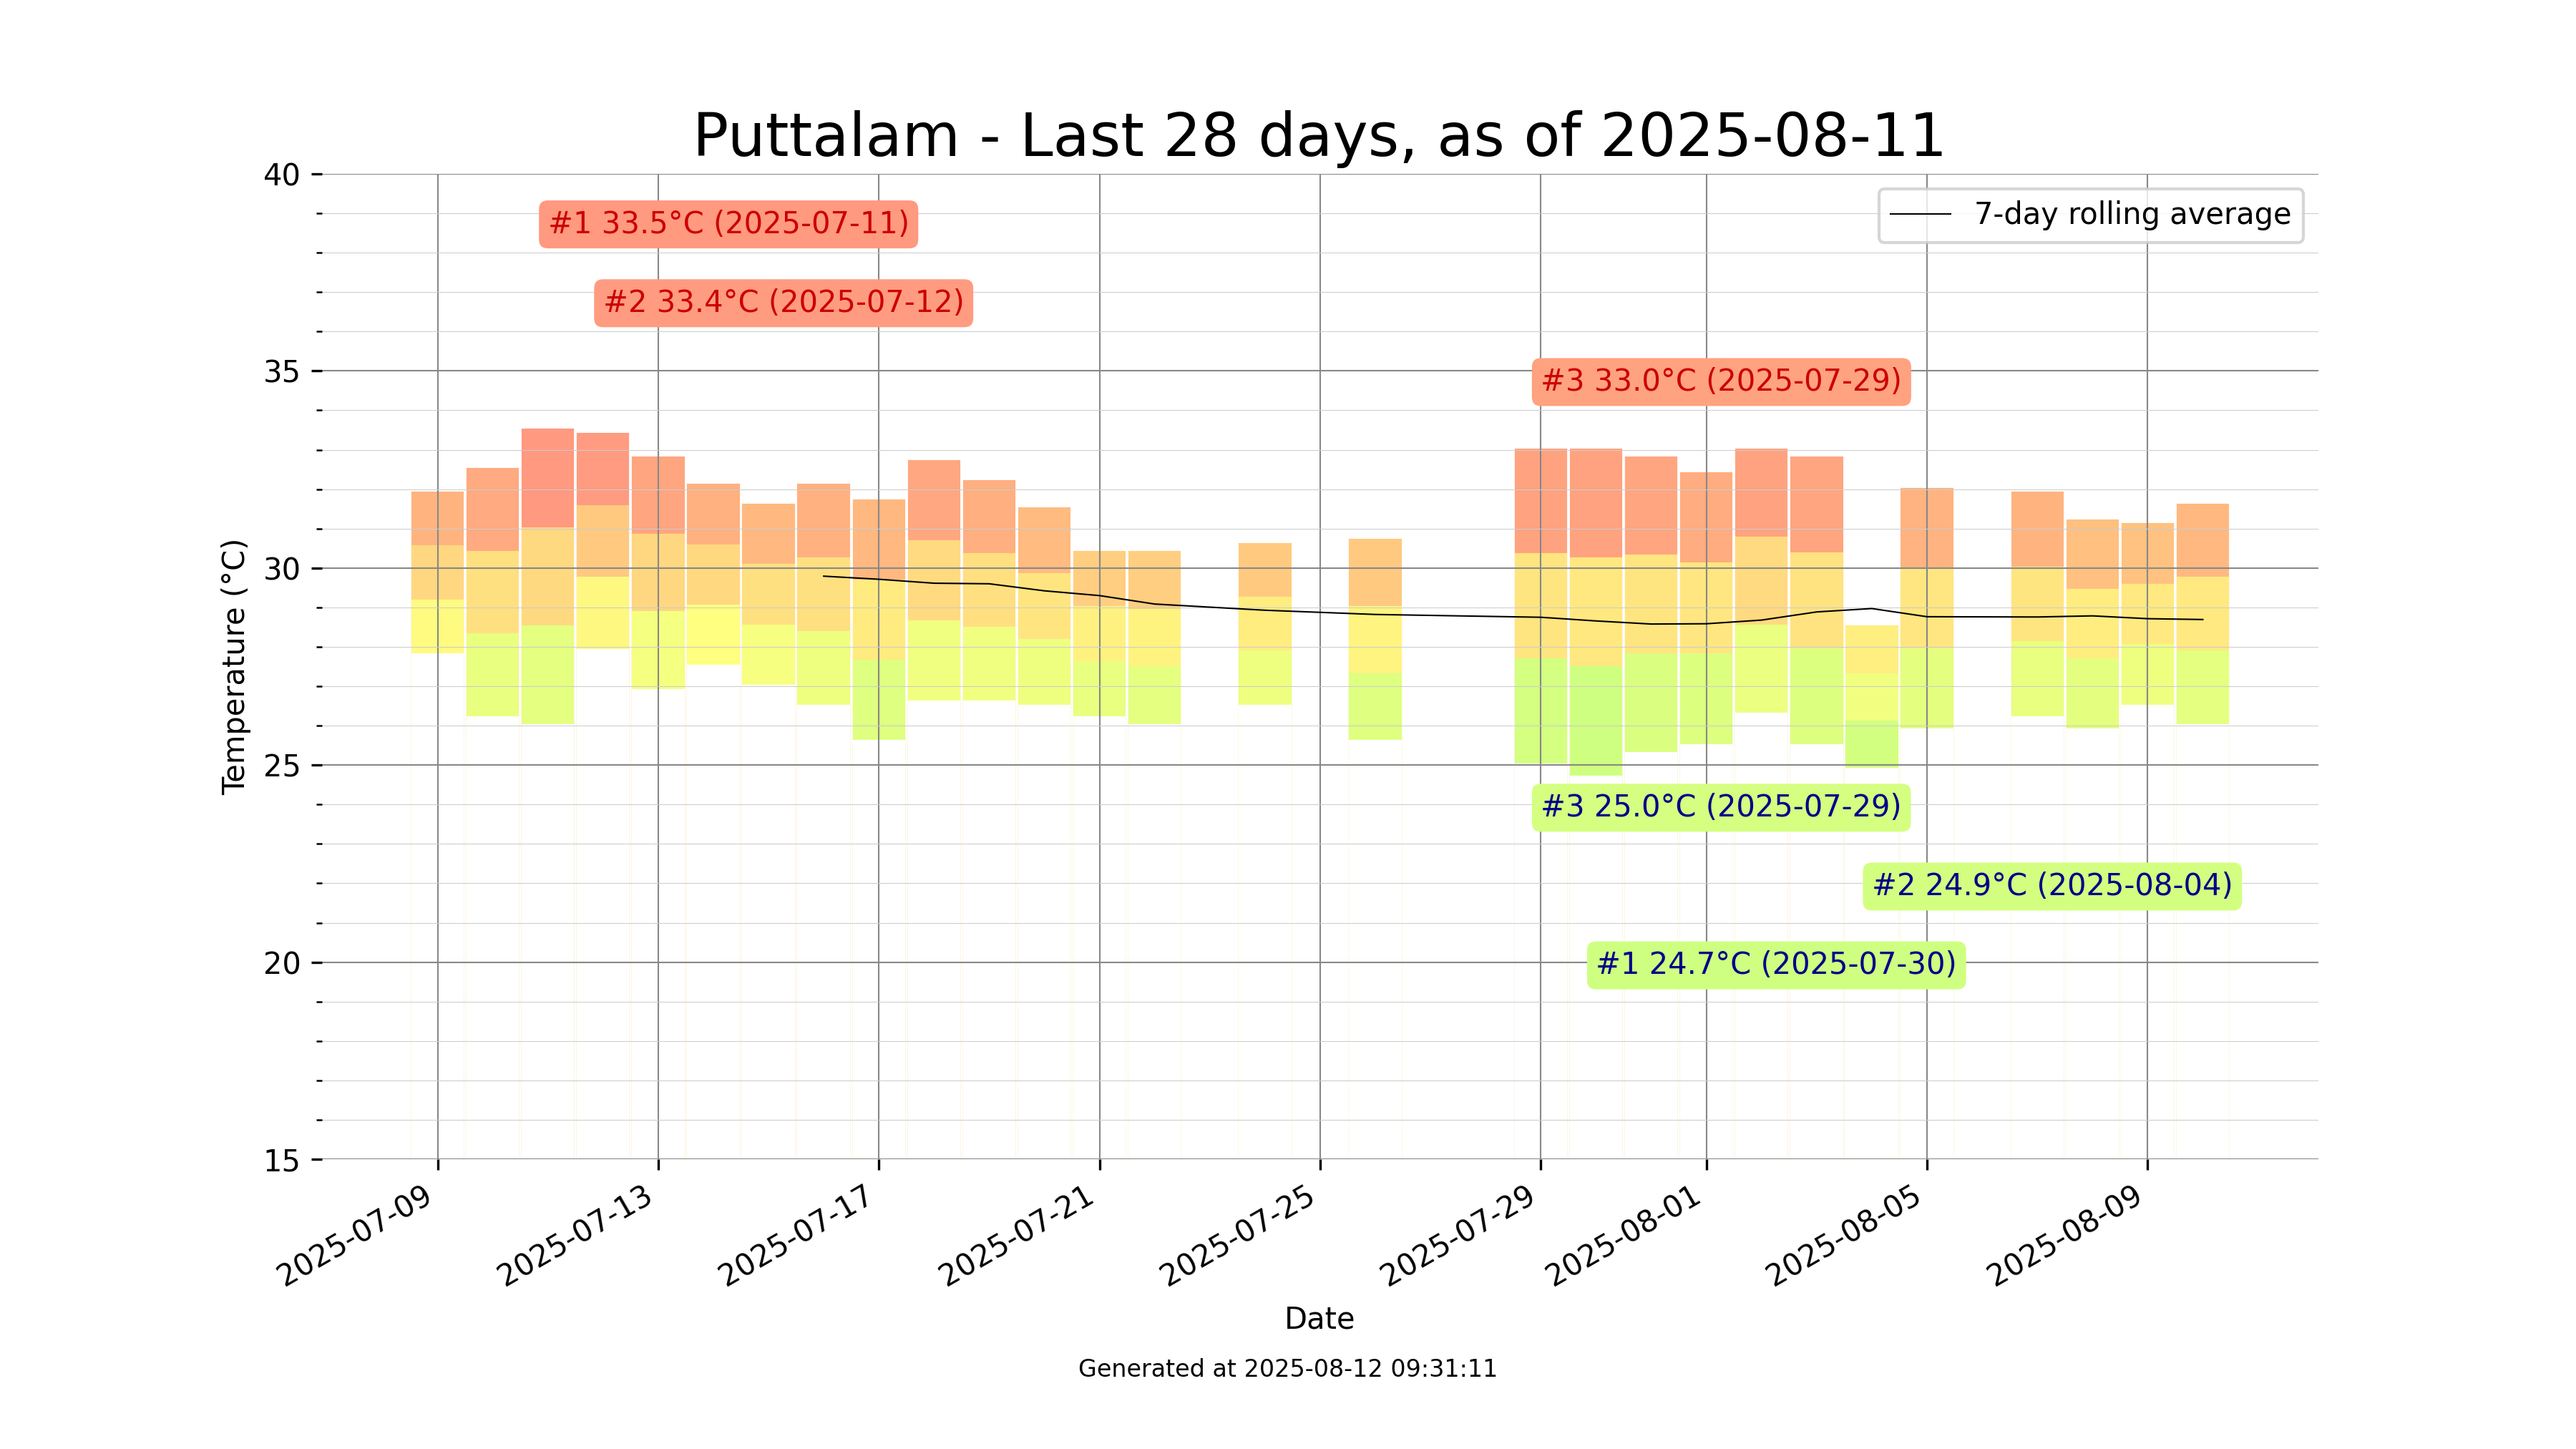 Puttalam - Last 28 days, as of 2025-08-11
40
35
30
25
20
15
Temperature (°C)
7-day rolling average
#1 33.5°C (2025-07-11)
#2 33.4°C (2025-07-12)
#3 33.0°C (2025-07-29)
#3 25.0°C (2025-07-29)
#2 24.9°C (2025-08-04)
#1 24.7°C (2025-07-30)
2025-07-09
2025-07-13
2025-07-17
2025-07-21
2025-07-25
2025-07-29
2025-08-01
2025-08-05
2025-08-09
Date
Generated at 2025-08-12 09:31:11